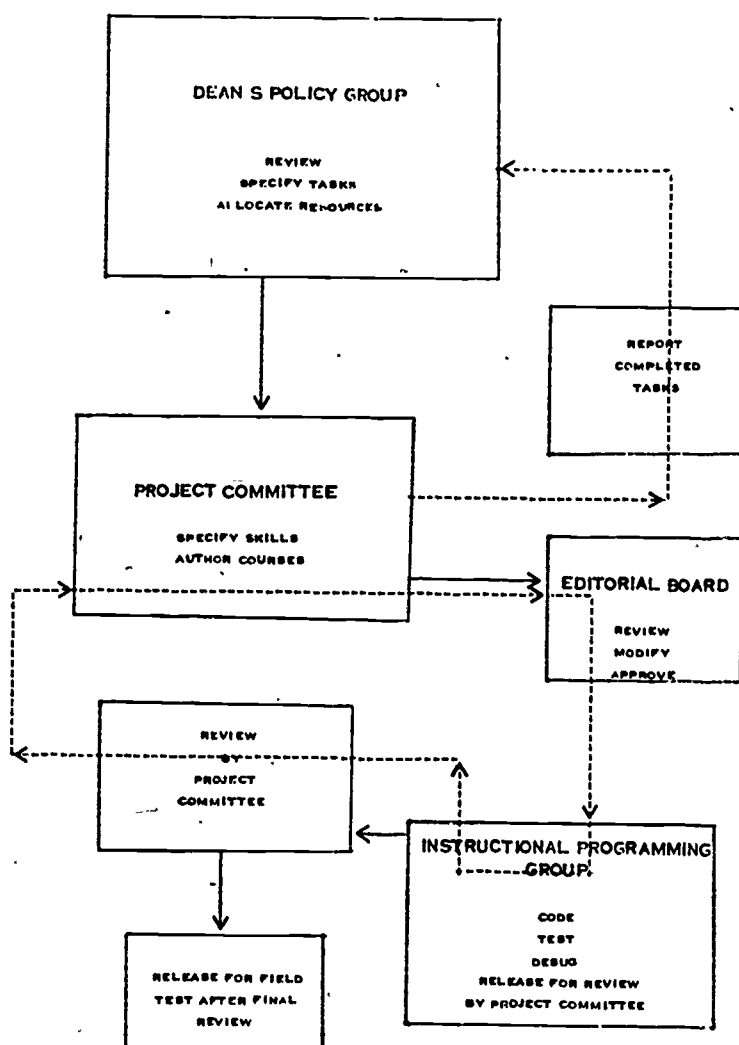 DEAN S POLICY GROUP
REVIEW
SPECIFY TASKS
ALLOCATE RESOURCES
REPORT
COMPLETED
TASKS
PROJECT COMMITTEE
SPECIFY SKILLS
AUTHOR COURSES
EDITORIAL BOARD
REVIEW
MODIFY
APPROVE
REVIEW
BY
PROJECT
COMMITTEE
INSTRUCTIONAL PROGRAMMING
GROUP
CODE
TEST
DEBUG
RELEASE FOR REVIEW
BY PROJECT COMMITTEE
RELEASE FOR FIELD
TEST AFTER FINAL
REVIEW